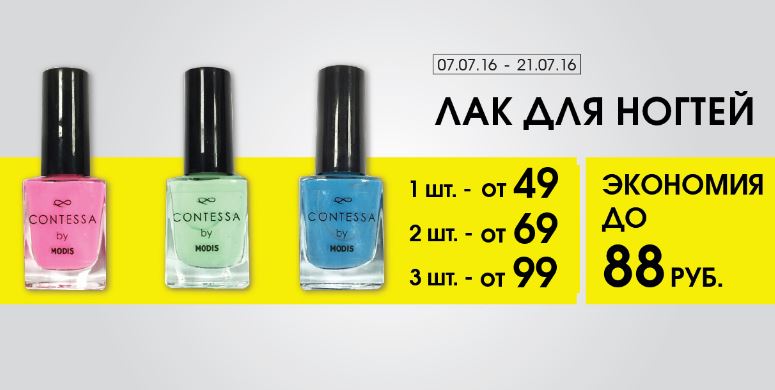 07.07.16 - 21.07.16
ЛАК ДЛЯ НОГТЕЙ
CONTESSA
by
MODIS
CONTESSA
by
MODIS
CONTESSA
by
MODIS
1 шт. - от 49
2 шт. - от 69
3 шт. - от 99
ЭКОНОМИЯ
ДО
88 РУБ.